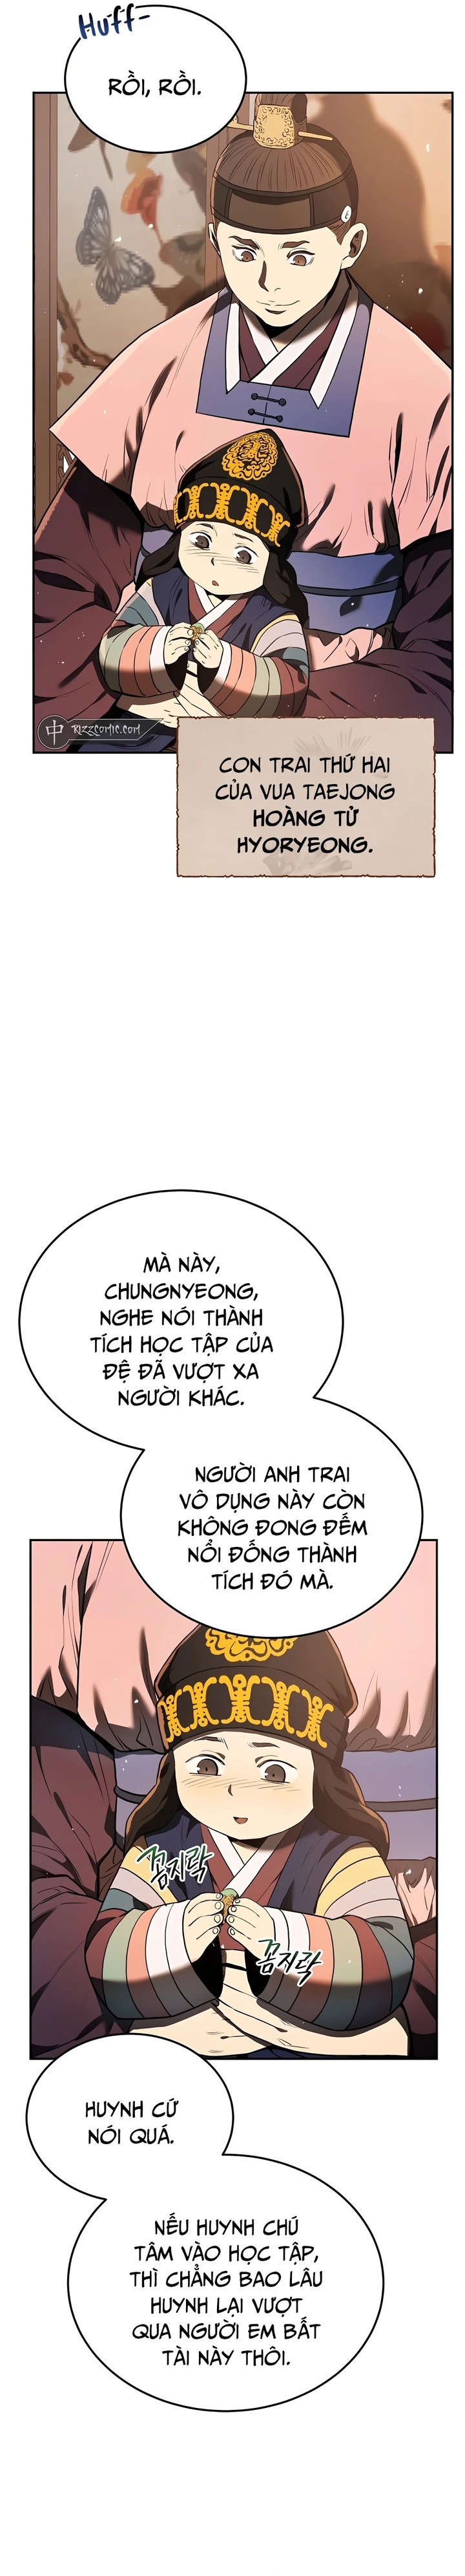 Huff-
RỒI, RỒI.
中 RIZZCOMIC.COM
CON TRAI THỨ HAI
CỦA VUA TAEJONG
HOÀNG TỬ
HYORYEONG.
MÀ NÀY,
CHUNGNYEONG,
NGHE NÓI THÀNH
TÍCH HỌC TẬP CỦA
ĐỆ ĐÃ VƯỢT XA
NGƯỜI KHÁC.
NGƯỜI ANH TRAI
VÔ DỤNG NÀY CÒN
KHÔNG ĐONG ĐẾM
NỔI ĐỐNG THÀNH
TÍCH ĐÓ MÀ.
꼼지락
꼼지락
HUYNH CỨ
NÓI QUÁ.
NẾU HUYNH CHÚ
TÂM VÀO HỌC TẬP,
THÌ CHẲNG BAO LÂU
HUYNH LẠI VƯỢT
QUA NGƯỜI EM BẤT
TÀI NÀY THÔI.